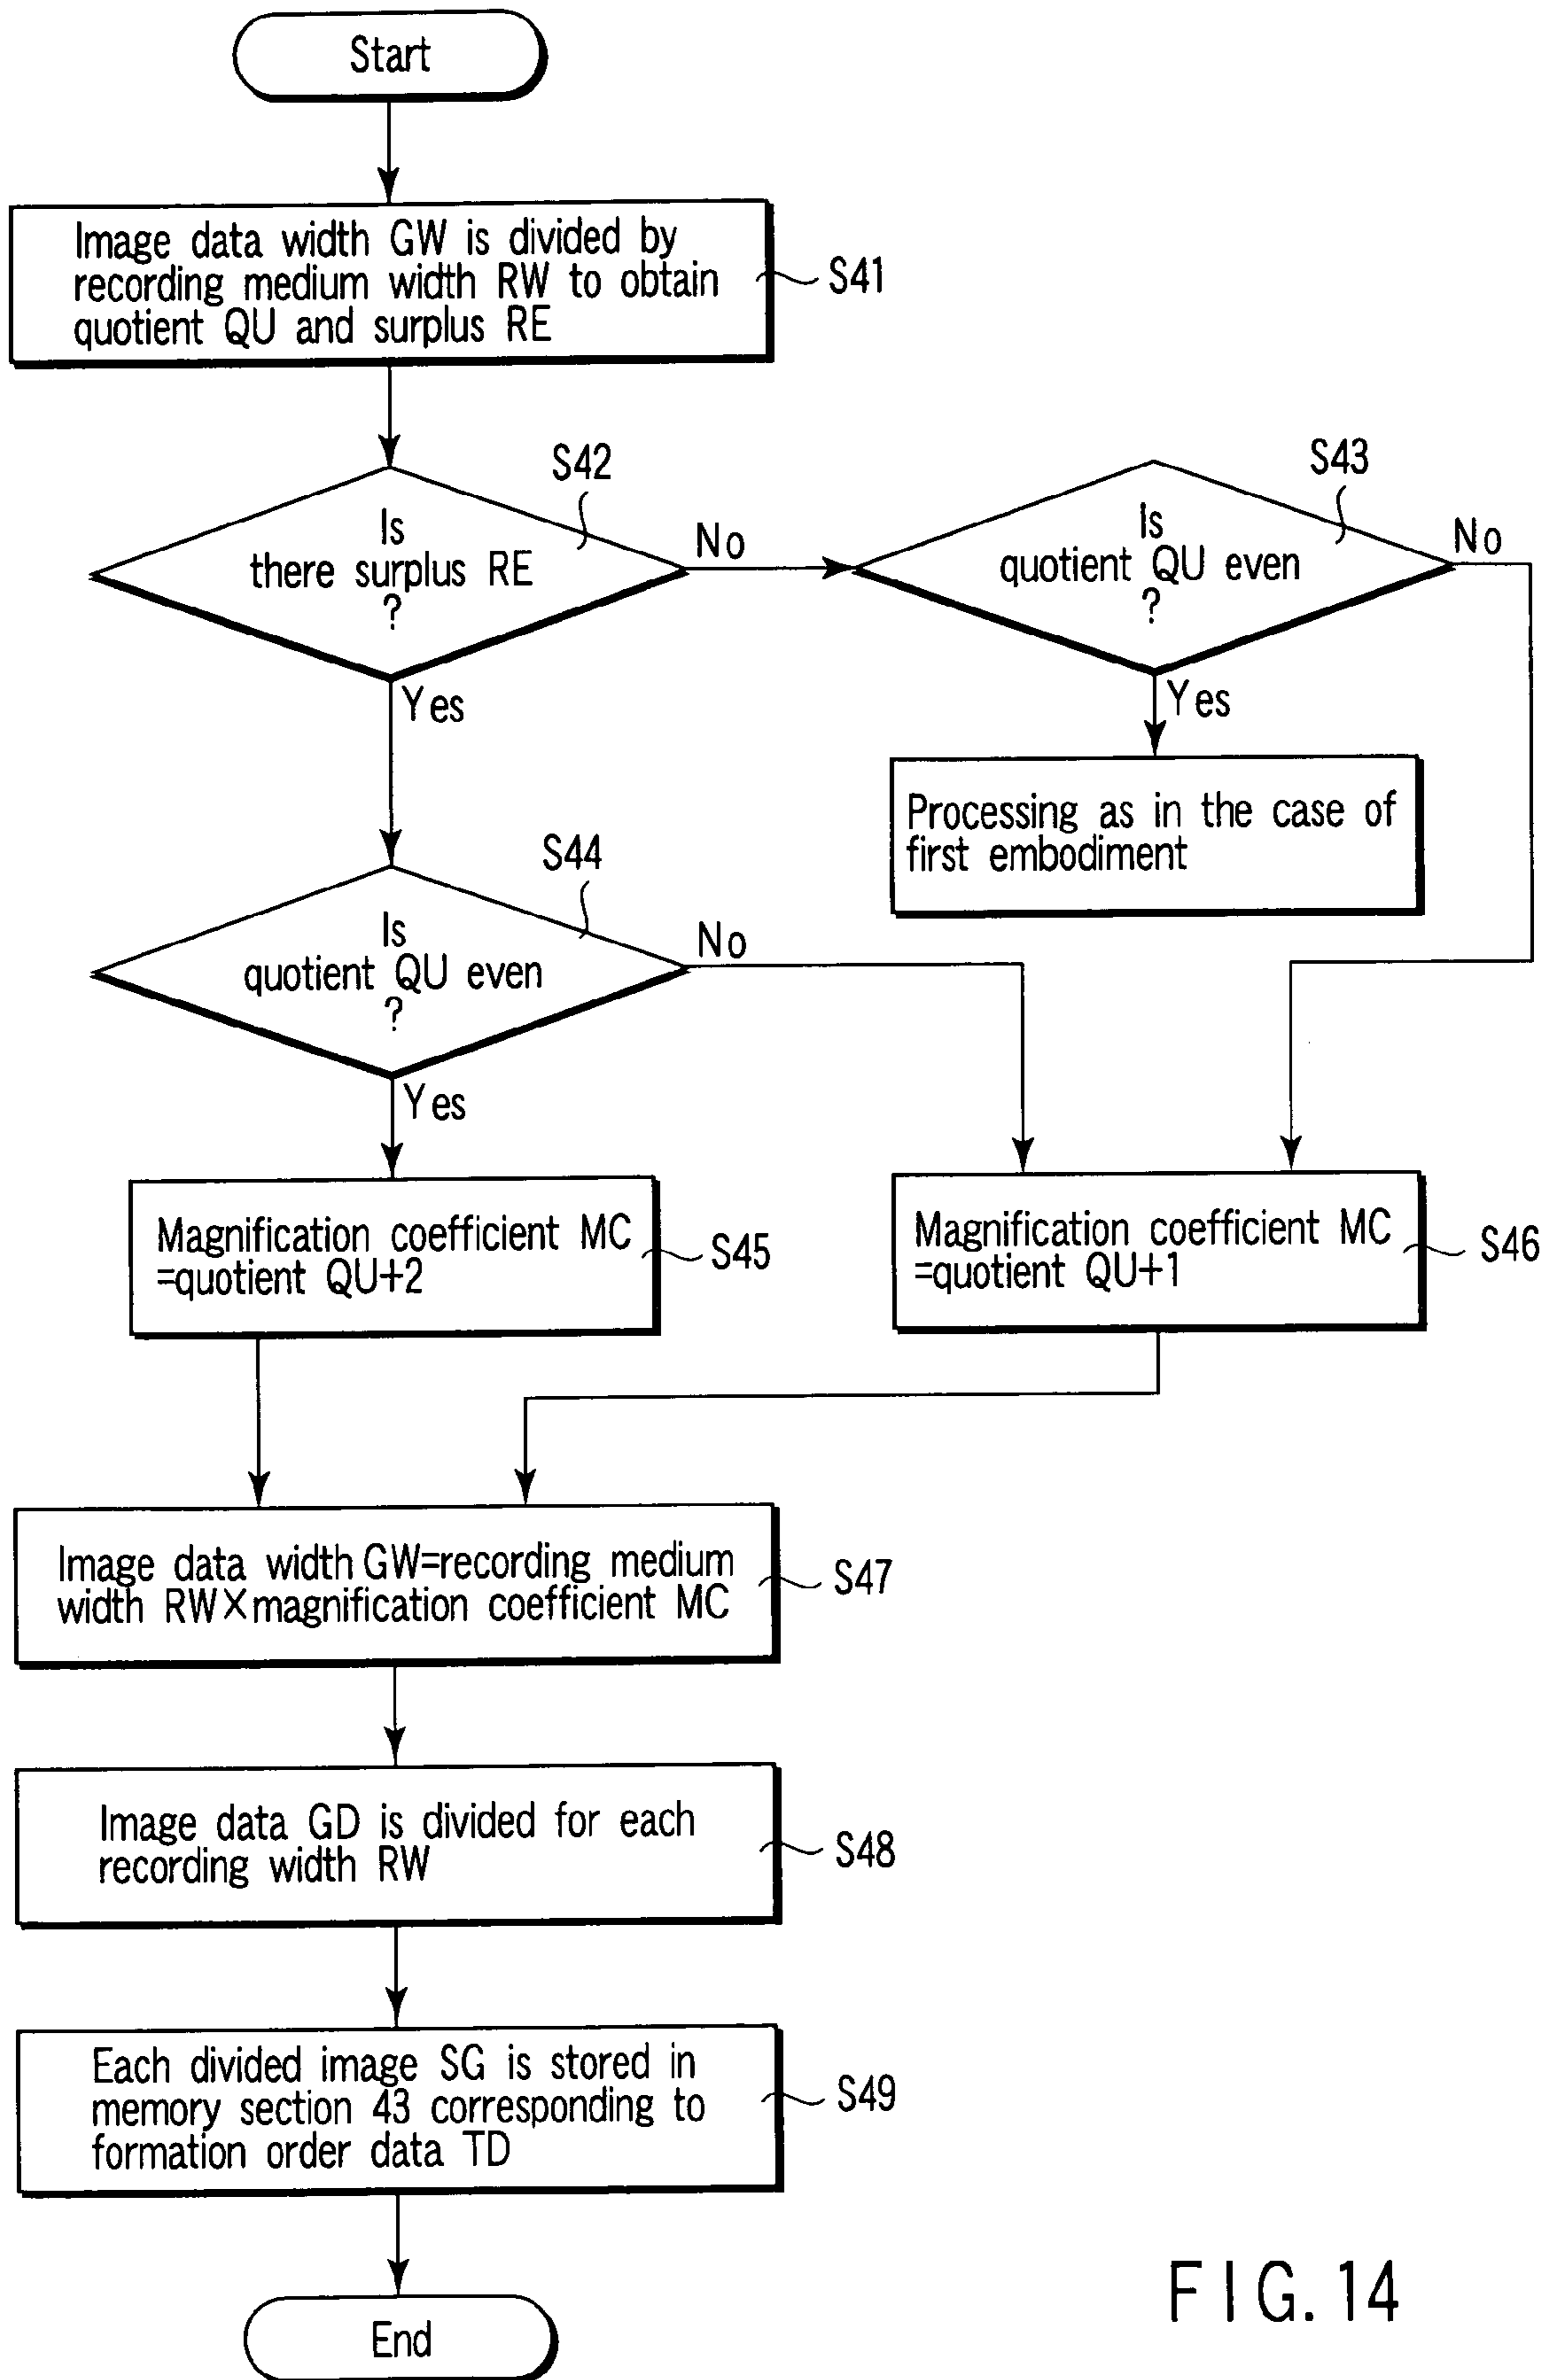 Start
Image data width GW is divided by
recording medium width RW to obtain
quotient QU and surplus RE
S41
S42
Is
there surplus RE
?
No
Yes
S43
Is
quotient QU even
?
No
Yes
Processing as in the case of
first embodiment
S44
Is
quotient QU even
?
No
Yes
Magnification coefficient MC
=quotient QU+2
S45
Magnification coefficient MC
=quotient QU+1
S46
Image data width GW=recording medium
width RW×magnification coefficient MC
S47
Image data GD is divided for each
recording width RW
S48
Each divided image SG is stored in
memory section 43 corresponding to
formation order data TD
S49
End
FIG. 14